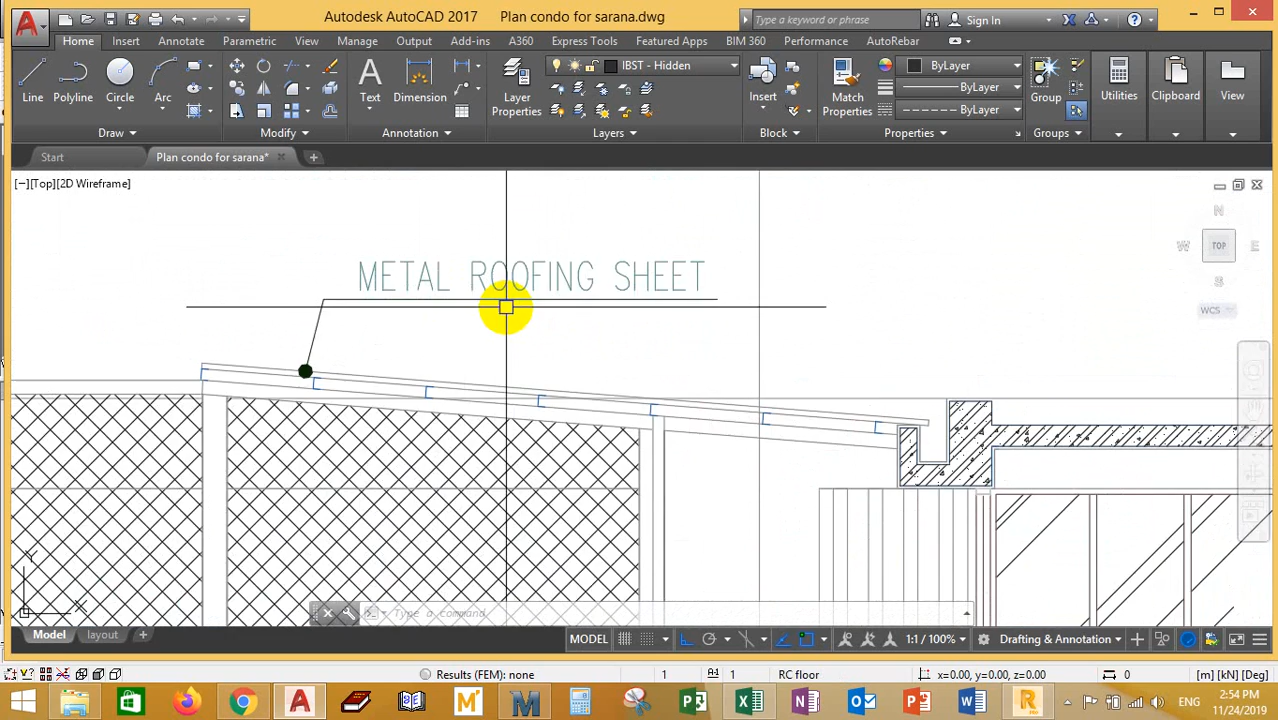 Autodesk AutoCAD 2017 Plan condo for sarana.dwg
Type a keyword or phrase
Sign In
Home Insert Annotate Parametric View Manage Output Add-ins A360 Express Tools Featured Apps BIM 360 Performance AutoRebar
Line Polyline Circle Arc
Text Dimension
Layer Properties
IBST - Hidden
Insert
Match Properties
ByLayer
ByLayer
ByLayer
Group
Utilities
Clipboard
View
Draw Modify Annotation Layers Block Properties Groups
Start Plan condo for sarana*
[−][Top][2D Wireframe]
N
W TOP E
S
WCS
METAL ROOFING SHEET
Y
X
Type a command
Model layout
MODEL 1:1 / 100% Drafting & Annotation
Results (FEM): none 1 1 RC floor x=0.00, y=0.00, z=0.00 0 [m] [kN] [Deg]
ENG
2:54 PM
11/24/2019